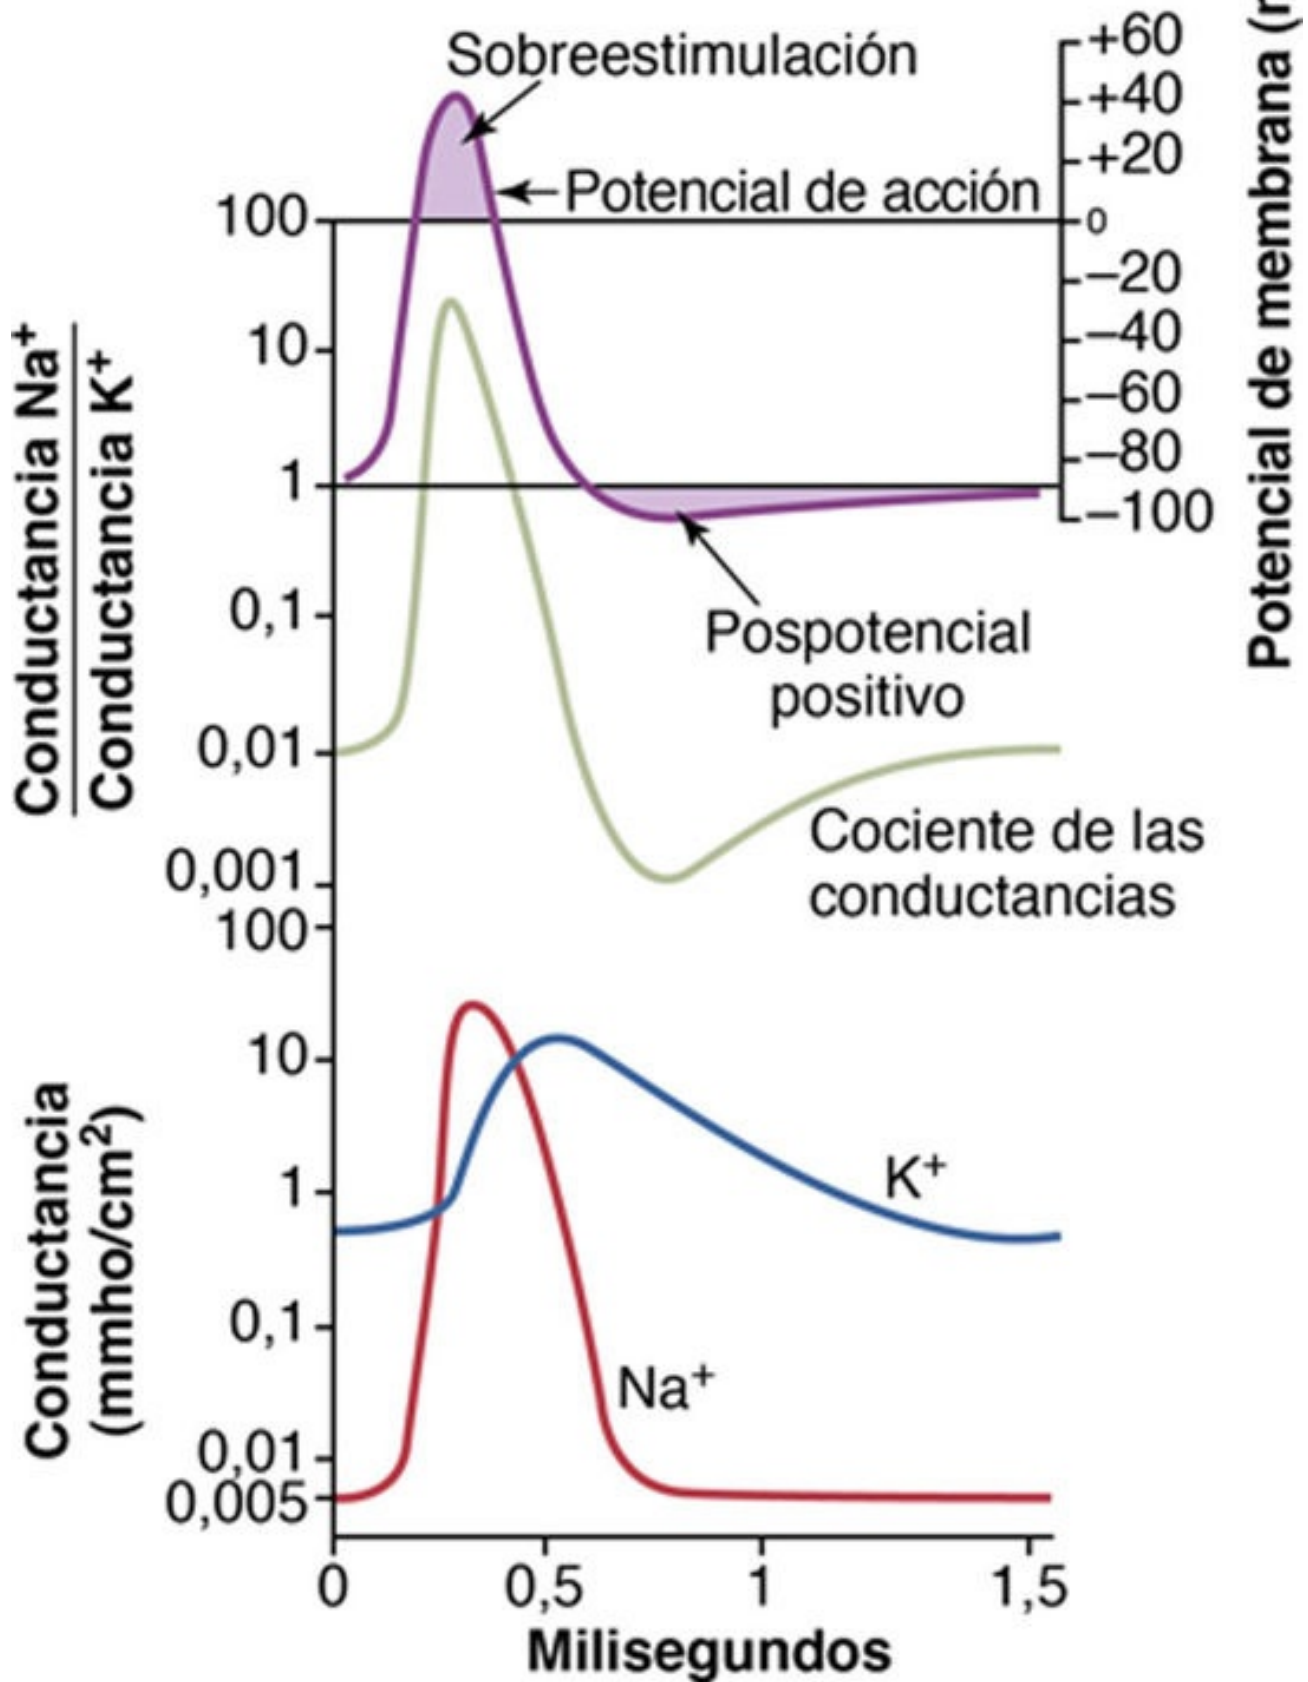 Sobreestimulación
Potencial de acción
100
10
1
0,1
0,01
0,001
Conductancia Na⁺
Conductancia K⁺
+60
+40
+20
0
–20
–40
–60
–80
–100
Potencial de membrana
Pospotencial
positivo
Cociente de las
conductancias
100
10
1
0,1
0,01
0,005
Conductancia
(mmho/cm²)
K⁺
Na⁺
0 0,5 1 1,5
Milisegundos